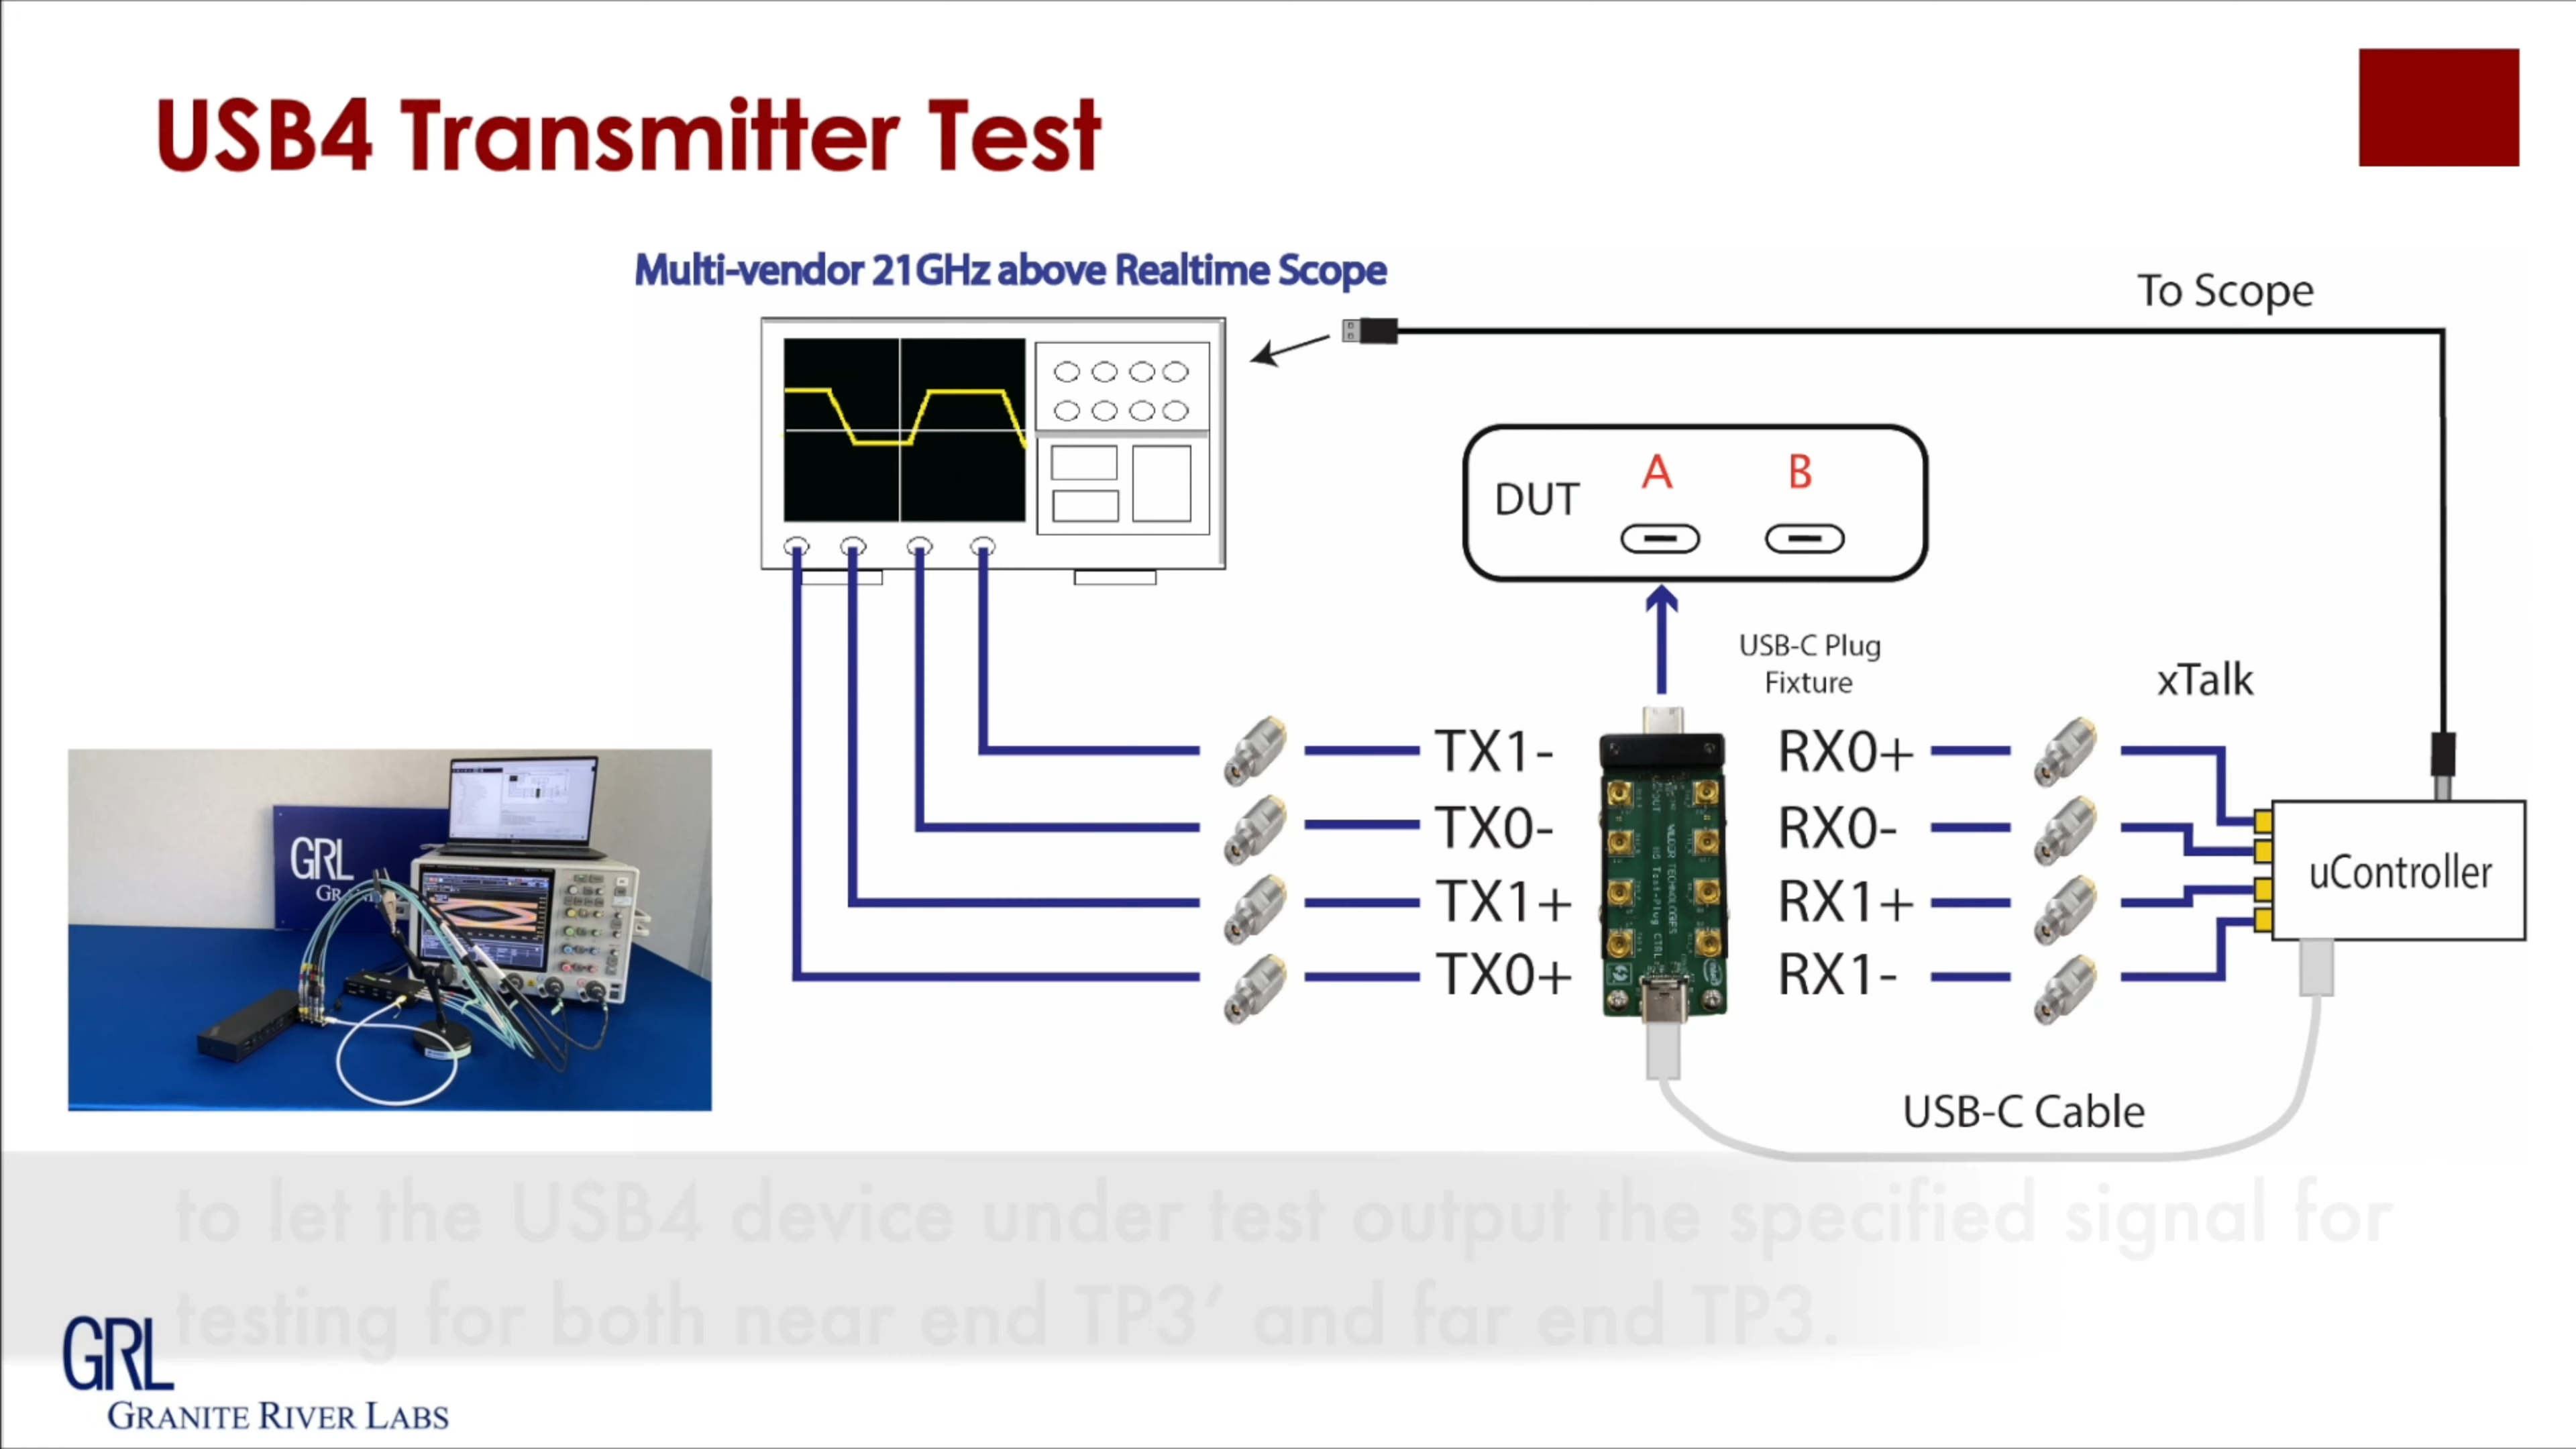 USB4 Transmitter Test
Multi-vendor 21GHz above Realtime Scope
To Scope
DUT
A
B
USB-C Plug
Fixture
xTalk
TX1-
TX0-
TX1+
TX0+
RX0+
RX0-
RX1+
RX1-
uController
USB-C Cable
GRL
to let the USB4 device under test output the specified signal for
testing for both near end TP3’ and far end TP3.
GRL
GRANITE RIVER LABS